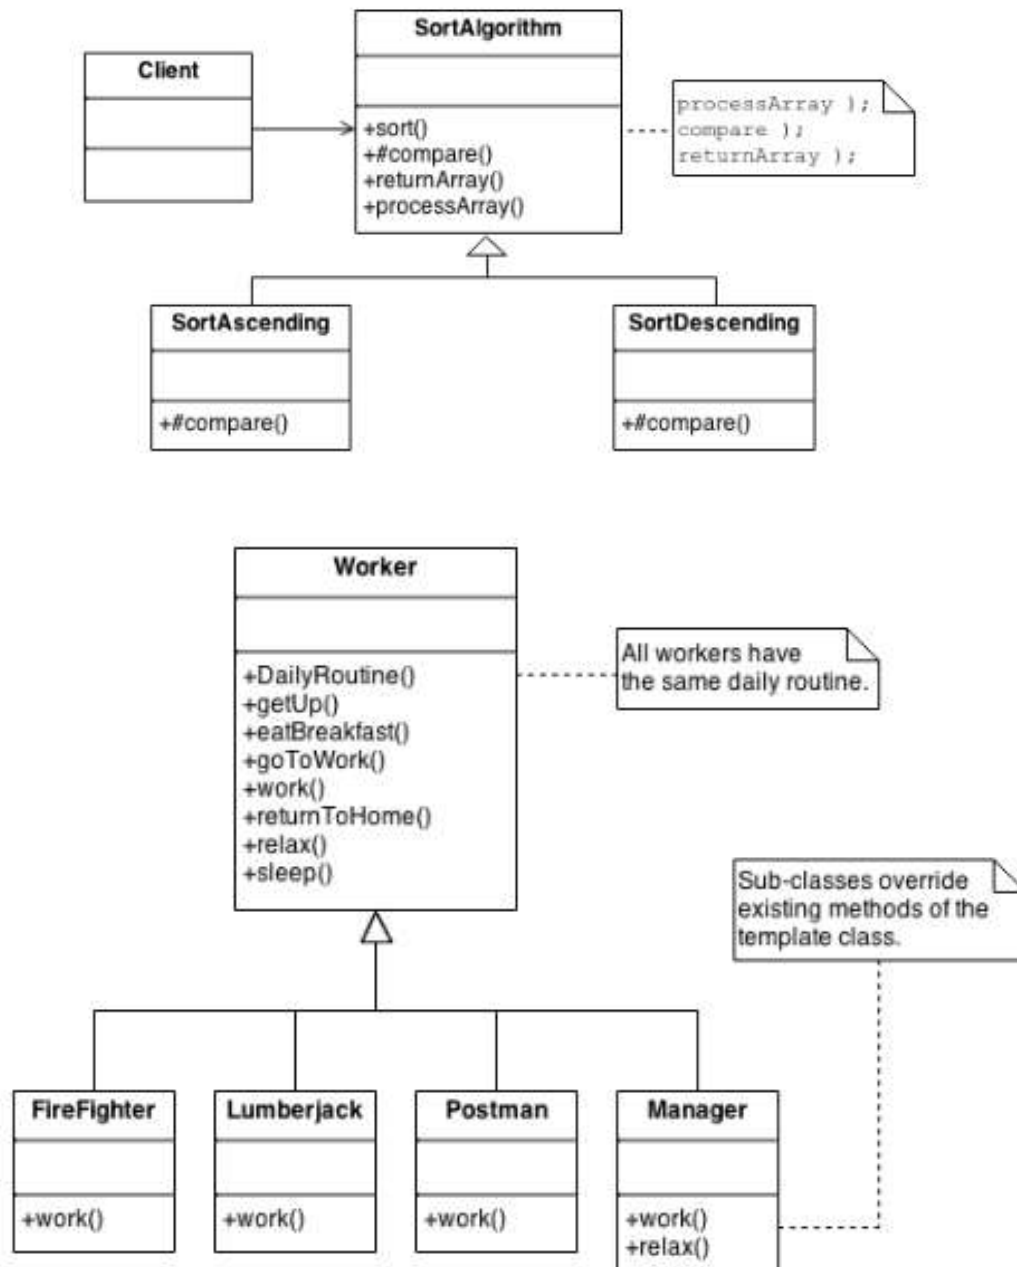 SortAlgorithm
Client
+sort()
+#compare()
+returnArray()
+processArray()
processArray );
compare );
returnArray );
SortAscending
+#compare()
SortDescending
+#compare()
Worker
+DailyRoutine()
+getUp()
+eatBreakfast()
+goToWork()
+work()
+returnToHome()
+relax()
+sleep()
All workers have
the same daily routine.
Sub-classes override
existing methods of the
template class.
FireFighter
+work()
Lumberjack
+work()
Postman
+work()
Manager
+work()
+relax()